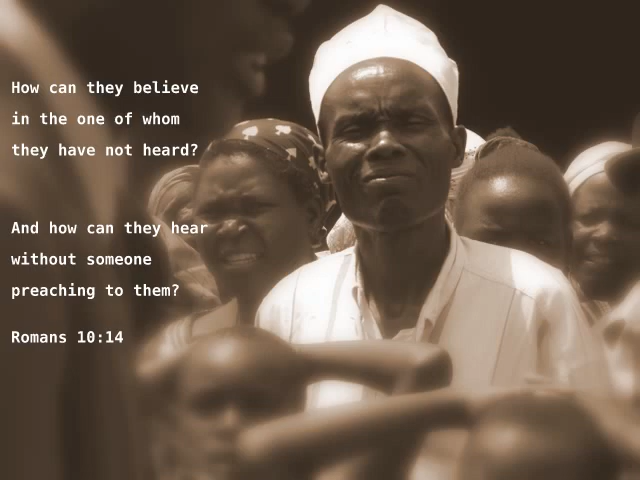 How can they believe
in the one of whom
they have not heard?
And how can they hear
without someone
preaching to them?
Romans 10:14